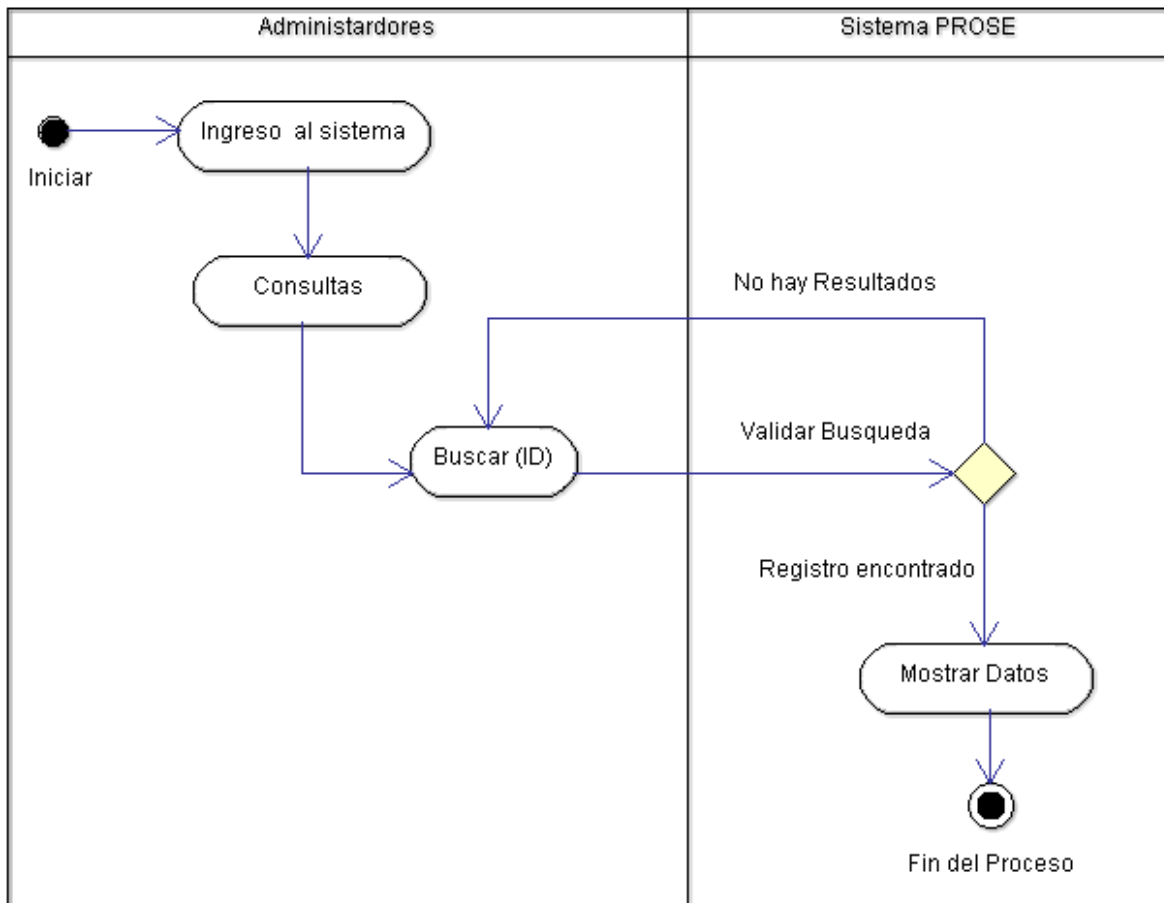 Administardores
Sistema PROSE
Ingreso al sistema
Iniciar
Consultas
No hay Resultados
Buscar (ID)
Validar Busqueda
Registro encontrado
Mostrar Datos
Fin del Proceso